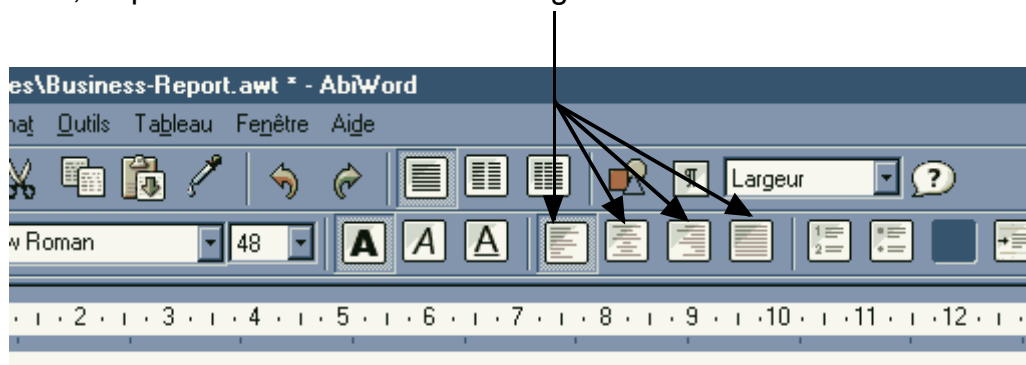 es\Business-Report.awt * - AbiWord
nat Outils Tableau Fenêtre Aide
Largeur
w Roman 48 A A A
· 2 · 3 · 4 · 5 · 6 · 7 · 8 · 9 · 10 · 11 · 12 ·